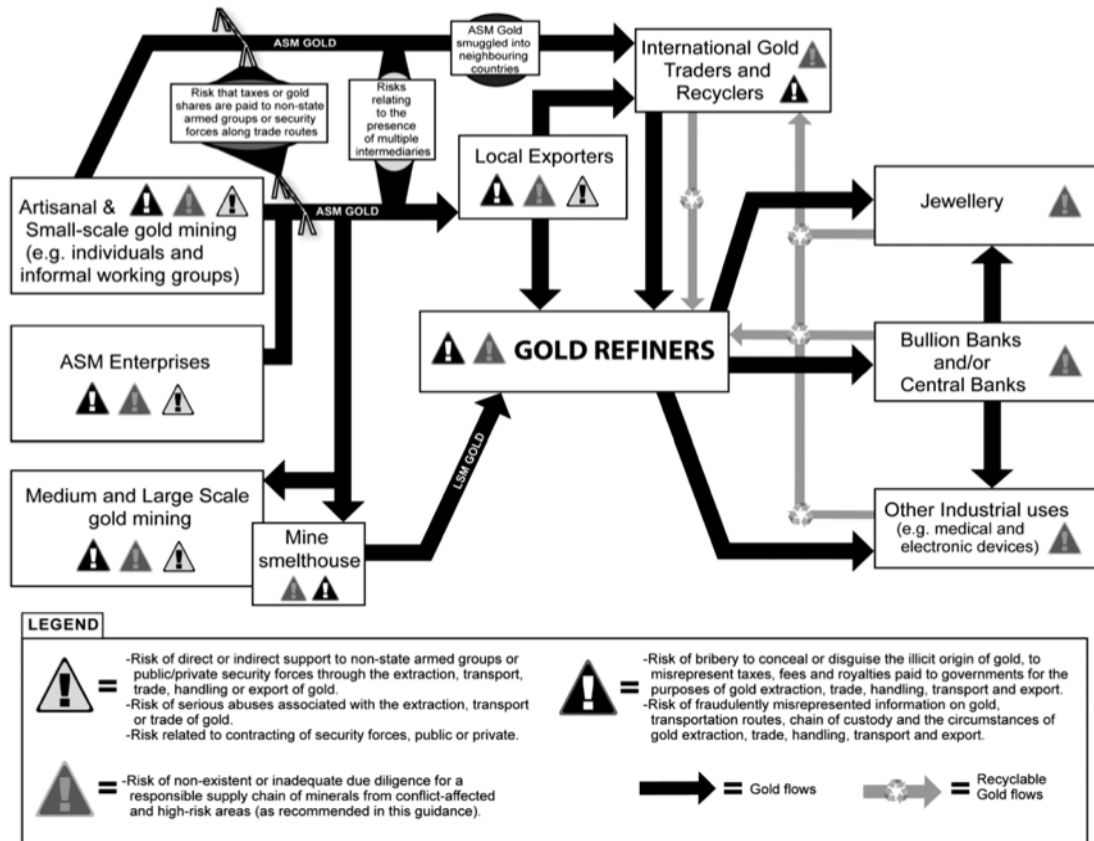 ASM GOLD
ASM Gold
smuggled into
neighbouring
countries
International Gold
Traders and
Recyclers
Risk that taxes or gold
shares are paid to non-state
armed groups or security
forces along trade routes
Risks
relating
to the
presence
of multiple
intermediaries
Local Exporters
Artisanal &
Small-scale gold mining
(e.g. individuals and
informal working groups)
ASM GOLD
Jewellery
GOLD REFINERS
Bullion Banks
and/or
Central Banks
ASM Enterprises
LSM GOLD
Medium and Large Scale
gold mining
Mine
smelthouse
Other Industrial uses
(e.g. medical and
electronic devices)
LEGEND
= -Risk of direct or indirect support to non-state armed groups or
public/private security forces through the extraction, transport,
trade, handling or export of gold.
-Risk of serious abuses associated with the extraction, transport
or trade of gold.
-Risk related to contracting of security forces, public or private.
= -Risk of bribery to conceal or disguise the illicit origin of gold, to
misrepresent taxes, fees and royalties paid to governments for the
purposes of gold extraction, trade, handling, transport and export.
-Risk of fraudulently misrepresented information on gold,
transportation routes, chain of custody and the circumstances of
gold extraction, trade, handling, transport and export.
= -Risk of non-existent or inadequate due diligence for a
responsible supply chain of minerals from conflict-affected
and high-risk areas (as recommended in this guidance).
= Gold flows
= Recyclable
Gold flows